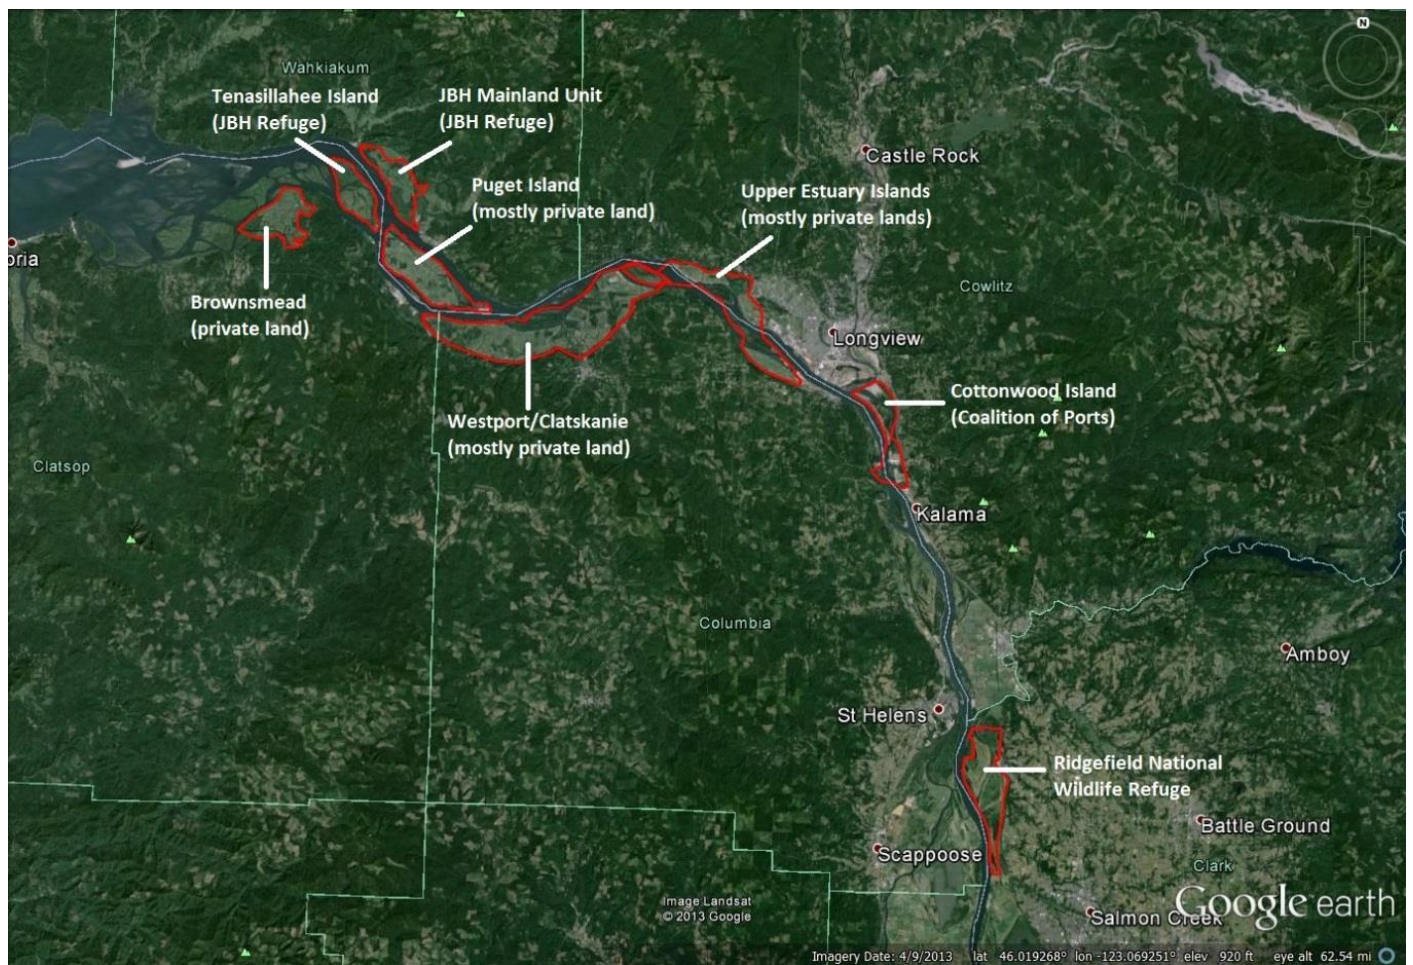 N
Wahkiakum
Tenasillahee Island
(JBH Refuge)
JBH Mainland Unit
(JBH Refuge)
Castle Rock
Puget Island
(mostly private land)
Upper Estuary Islands
(mostly private lands)
oria
Brownsmead
(private land)
Cowlitz
Longview
Cottonwood Island
(Coalition of Ports)
Westport/Clatskanie
(mostly private land)
Clatsop
Kalama
Columbia
Amboy
St Helens
Ridgefield National
Wildlife Refuge
Battle Ground
Scappoose
Clark
Image Landsat
© 2013 Google
Salmon Creek
Google earth
Imagery Date: 4/9/2013 lat 46.019268° lon -123.069251° elev 920 ft eye alt 62.54 mi